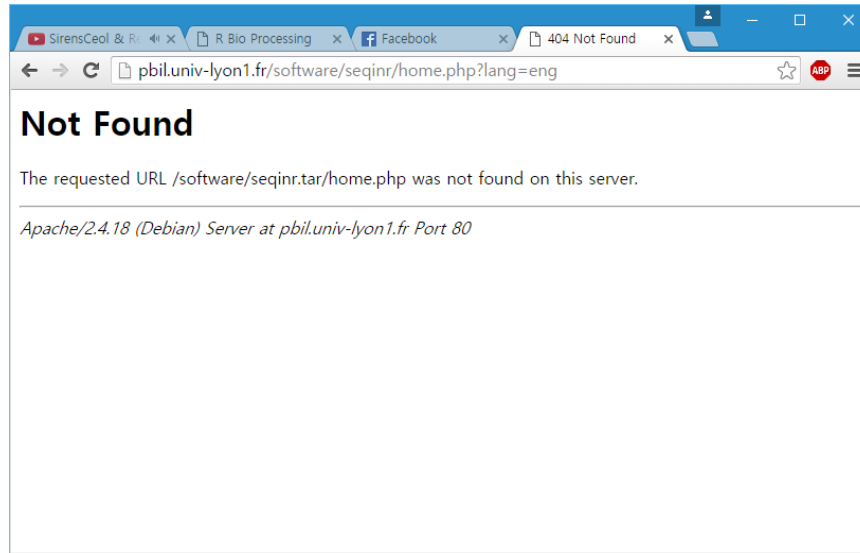 SirensCeol & Re
R Bio Processing
Facebook
404 Not Found
pbil.univ-lyon1.fr/software/seqinr/home.php?lang=eng
ABP
Not Found
The requested URL /software/seqinr.tar/home.php was not found on this server.
Apache/2.4.18 (Debian) Server at pbil.univ-lyon1.fr Port 80